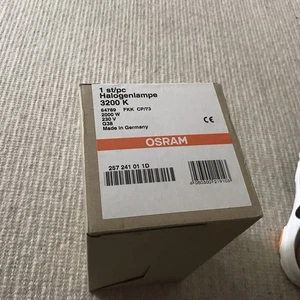 1 st/pc
Halogenlampe
3200 K
64789 FKK CP/73
2000 W
230 V
G38
Made in Germany
CE
OSRAM
257 241 01 1D